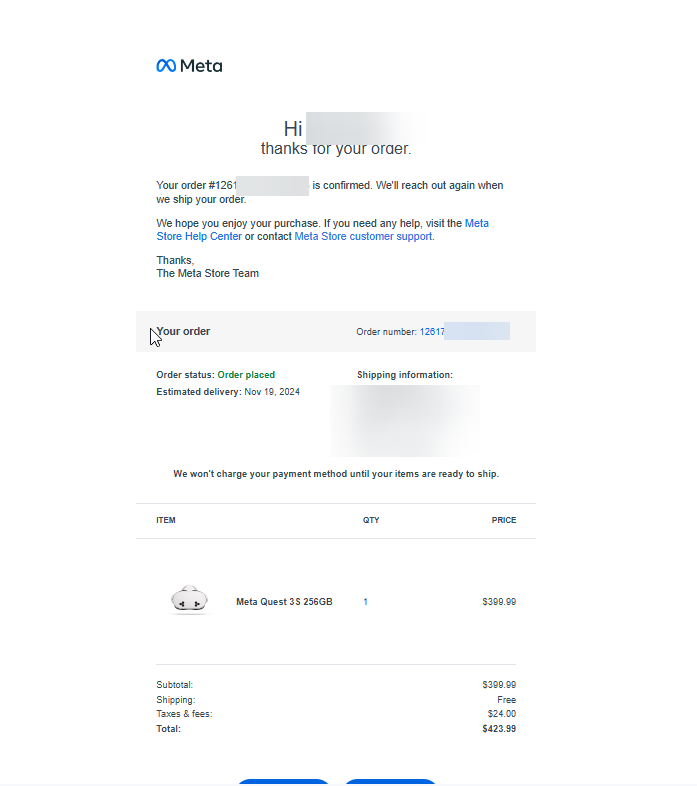 Meta
Hi
thanks for your order.
Your order #1261 is confirmed. We'll reach out again when
we ship your order.
We hope you enjoy your purchase. If you need any help, visit the Meta
Store Help Center or contact Meta Store customer support.
Thanks,
The Meta Store Team
Your order Order number: 12617
Order status: Order placed Shipping information:
Estimated delivery: Nov 19, 2024
We won't charge your payment method until your items are ready to ship.
ITEM QTY PRICE
Meta Quest 3S 256GB 1 $399.99
Subtotal: $399.99
Shipping: Free
Taxes & fees: $24.00
Total: $423.99